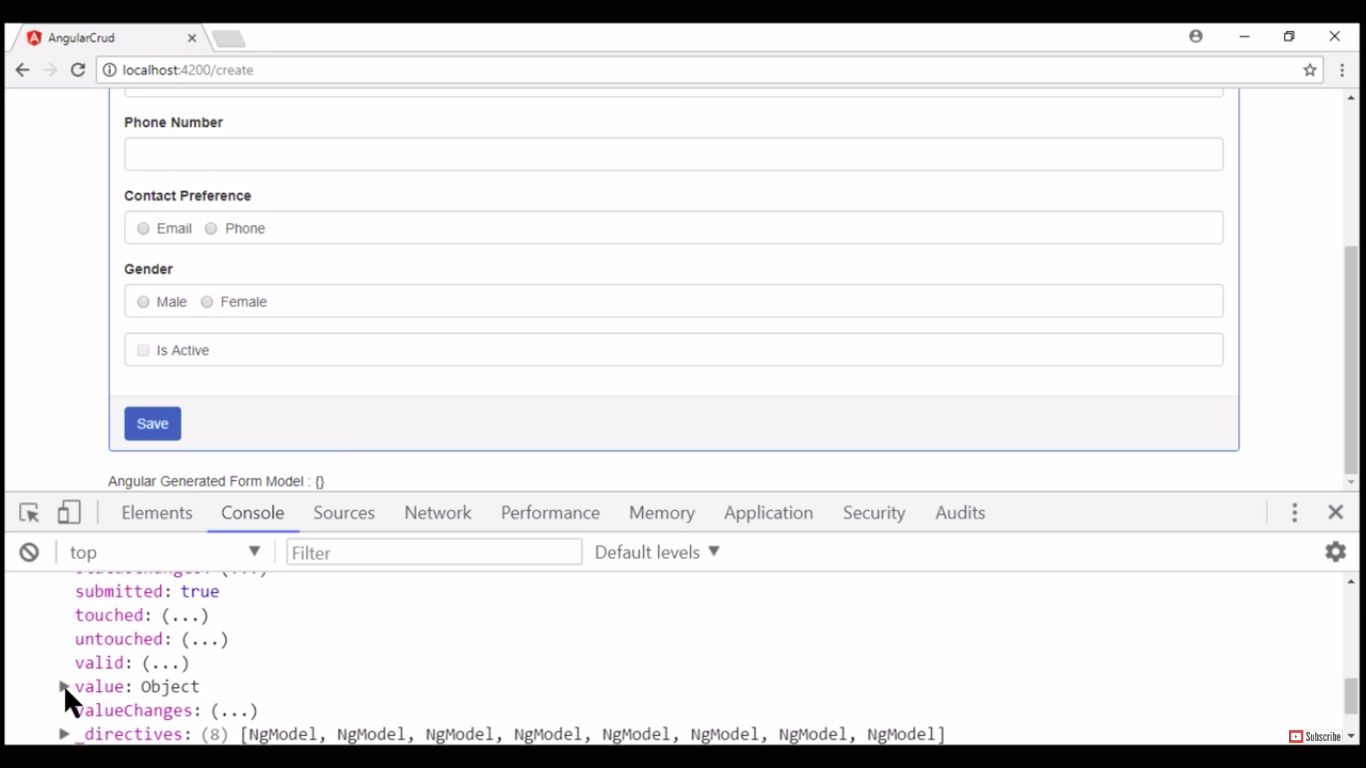 AngularCrud
localhost:4200/create
Phone Number
Contact Preference
Email Phone
Gender
Male Female
Is Active
Save
Angular Generated Form Model : {}
Elements Console Sources Network Performance Memory Application Security Audits
top Filter Default levels
submitted: true
touched: (...)
untouched: (...)
valid: (...)
value: Object
valueChanges: (...)
_directives: (8) [NgModel, NgModel, NgModel, NgModel, NgModel, NgModel, NgModel, NgModel]
Subscribe